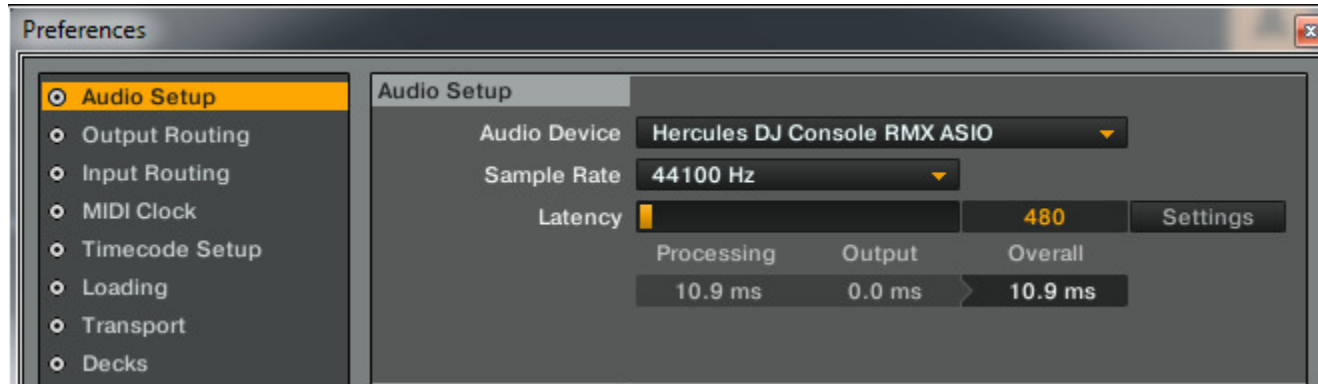 Preferences
Audio Setup
Output Routing
Input Routing
MIDI Clock
Timecode Setup
Loading
Transport
Decks
Audio Setup
Audio Device Hercules DJ Console RMX ASIO
Sample Rate 44100 Hz
Latency 480 Settings
Processing Output Overall
10.9 ms 0.0 ms 10.9 ms